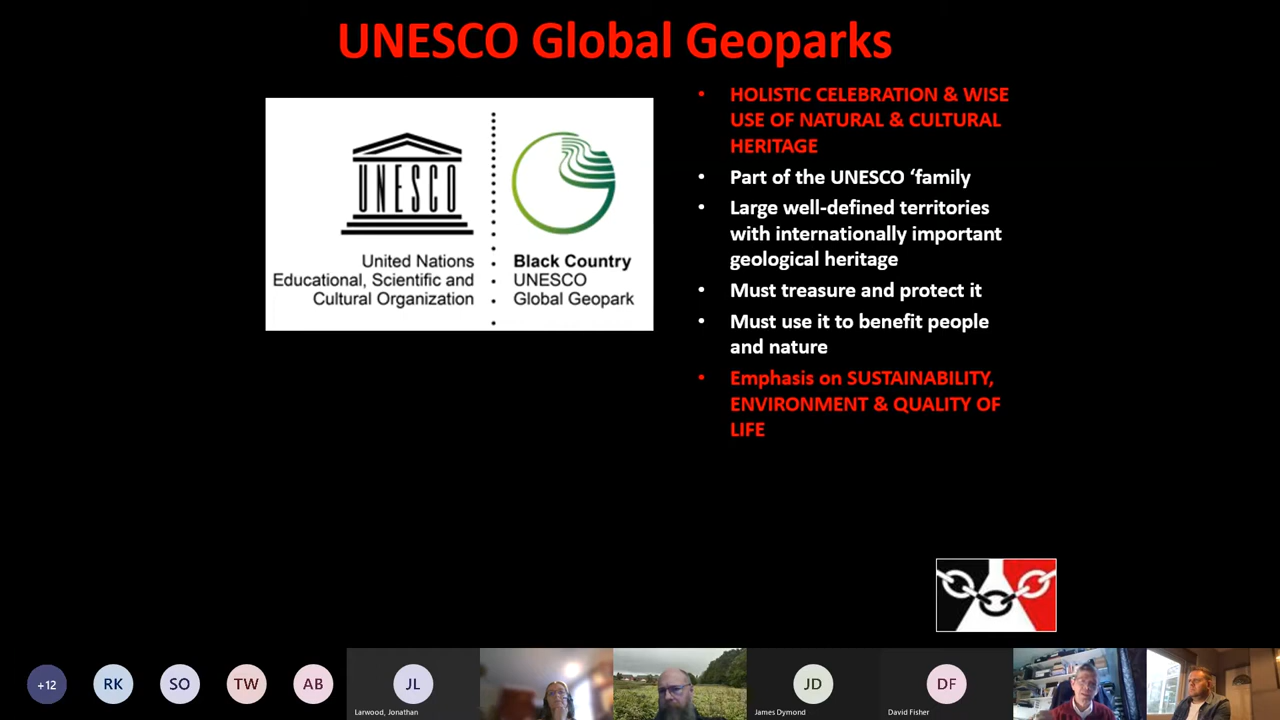 UNESCO Global Geoparks
UNESCO
United Nations
Educational, Scientific and
Cultural Organization
Black Country
UNESCO
Global Geopark
• HOLISTIC CELEBRATION & WISE
USE OF NATURAL & CULTURAL
HERITAGE
• Part of the UNESCO ‘family
• Large well-defined territories
with internationally important
geological heritage
• Must treasure and protect it
• Must use it to benefit people
and nature
• Emphasis on SUSTAINABILITY,
ENVIRONMENT & QUALITY OF
LIFE
+12
RK
SO
TW
AB
JL
Larwood, Jonathan
JD
James Dymond
DF
David Fisher